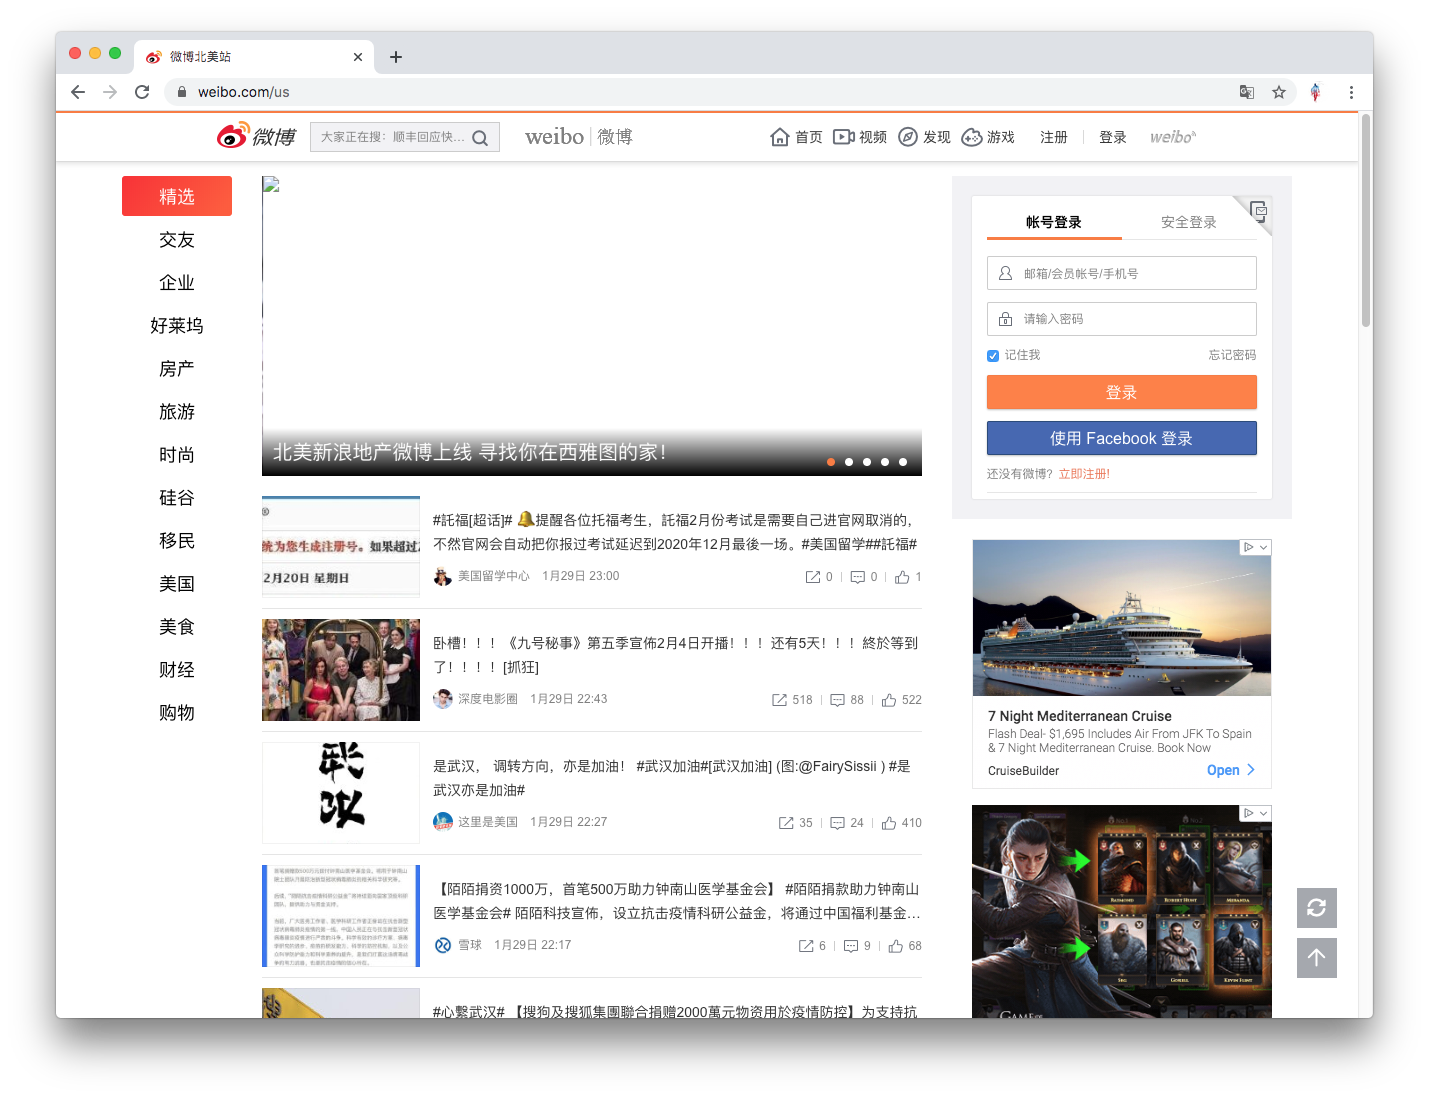 微博北美站
weibo.com/us
微博
大家正在搜：顺丰回应快...
weibo | 微博
首页
视频
发现
游戏
注册
登录
weibo
精选
交友
企业
好莱坞
房产
旅游
时尚
硅谷
移民
美国
美食
财经
购物
北美新浪地产微博上线 寻找你在西雅图的家！
统为您生成注册号。如果超过
2月20日 星期日
#託福[超话]# 提醒各位托福考生，託福2月份考试是需要自己进官网取消的，
不然官网会自动把你报过考试延迟到2020年12月最後一场。#美国留学##託福#
美国留学中心 1月29日 23:00
0 0 1
卧槽！！！《九号秘事》第五季宣佈2月4日开播！！！还有5天！！！終於等到
了！！！！[抓狂]
深度电影圈 1月29日 22:43
518 88 522
武汉
是武汉， 调转方向，亦是加油！ #武汉加油#[武汉加油] (图:@FairySissii ) #是
武汉亦是加油#
这里是美国 1月29日 22:27
35 24 410
【陌陌捐资1000万，首笔500万助力钟南山医学基金会】 #陌陌捐款助力钟南山
医学基金会# 陌陌科技宣佈，设立抗击疫情科研公益金，将通过中国福利基金...
雪球 1月29日 22:17
6 9 68
#心繫武汉# 【搜狗及搜狐集團聯合捐赠2000萬元物资用於疫情防控】为支持抗
帐号登录
安全登录
邮箱/会员帐号/手机号
请输入密码
记住我
忘记密码
登录
使用 Facebook 登录
还没有微博？立即注册!
7 Night Mediterranean Cruise
Flash Deal- $1,695 Includes Air From JFK To Spain
& 7 Night Mediterranean Cruise. Book Now
CruiseBuilder
Open
RAYMOND
ROBERT HUNT
MERANDA
GORELL
KEVIN FLINT
GAME OF